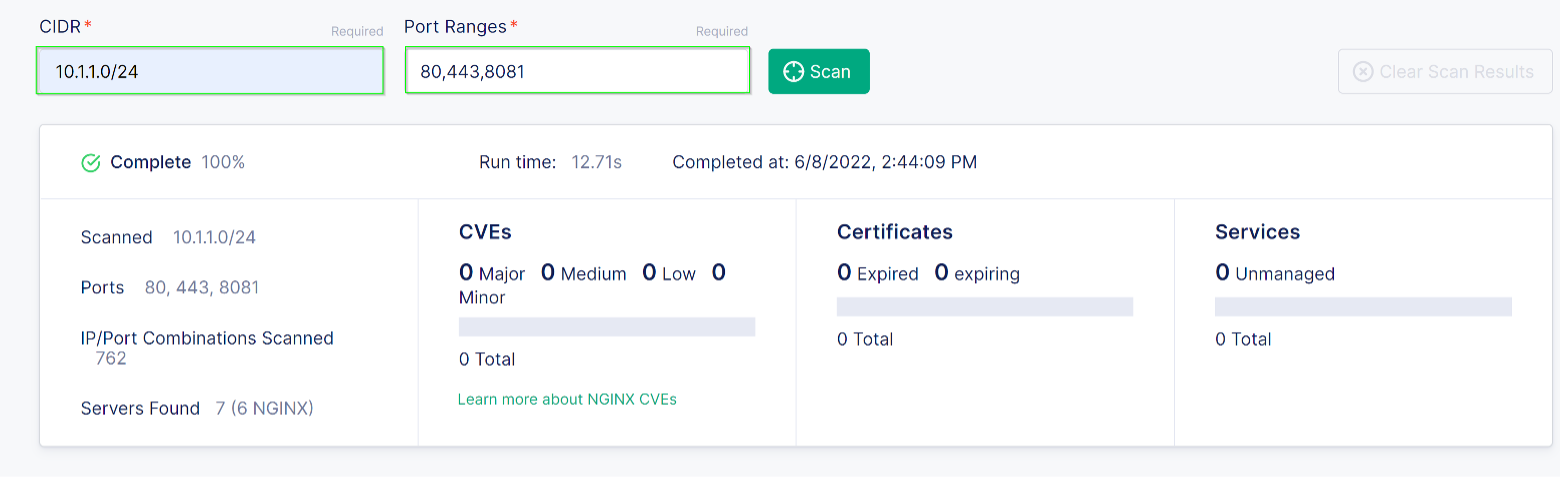 CIDR * Required Port Ranges * Required
10.1.1.0/24 80,443,8081 Scan Clear Scan Results
Complete 100% Run time: 12.71s Completed at: 6/8/2022, 2:44:09 PM
Scanned 10.1.1.0/24
Ports 80, 443, 8081
IP/Port Combinations Scanned
762
Servers Found 7 (6 NGINX)
CVEs
0 Major 0 Medium 0 Low 0
Minor
0 Total
Learn more about NGINX CVEs
Certificates
0 Expired 0 expiring
0 Total
Services
0 Unmanaged
0 Total